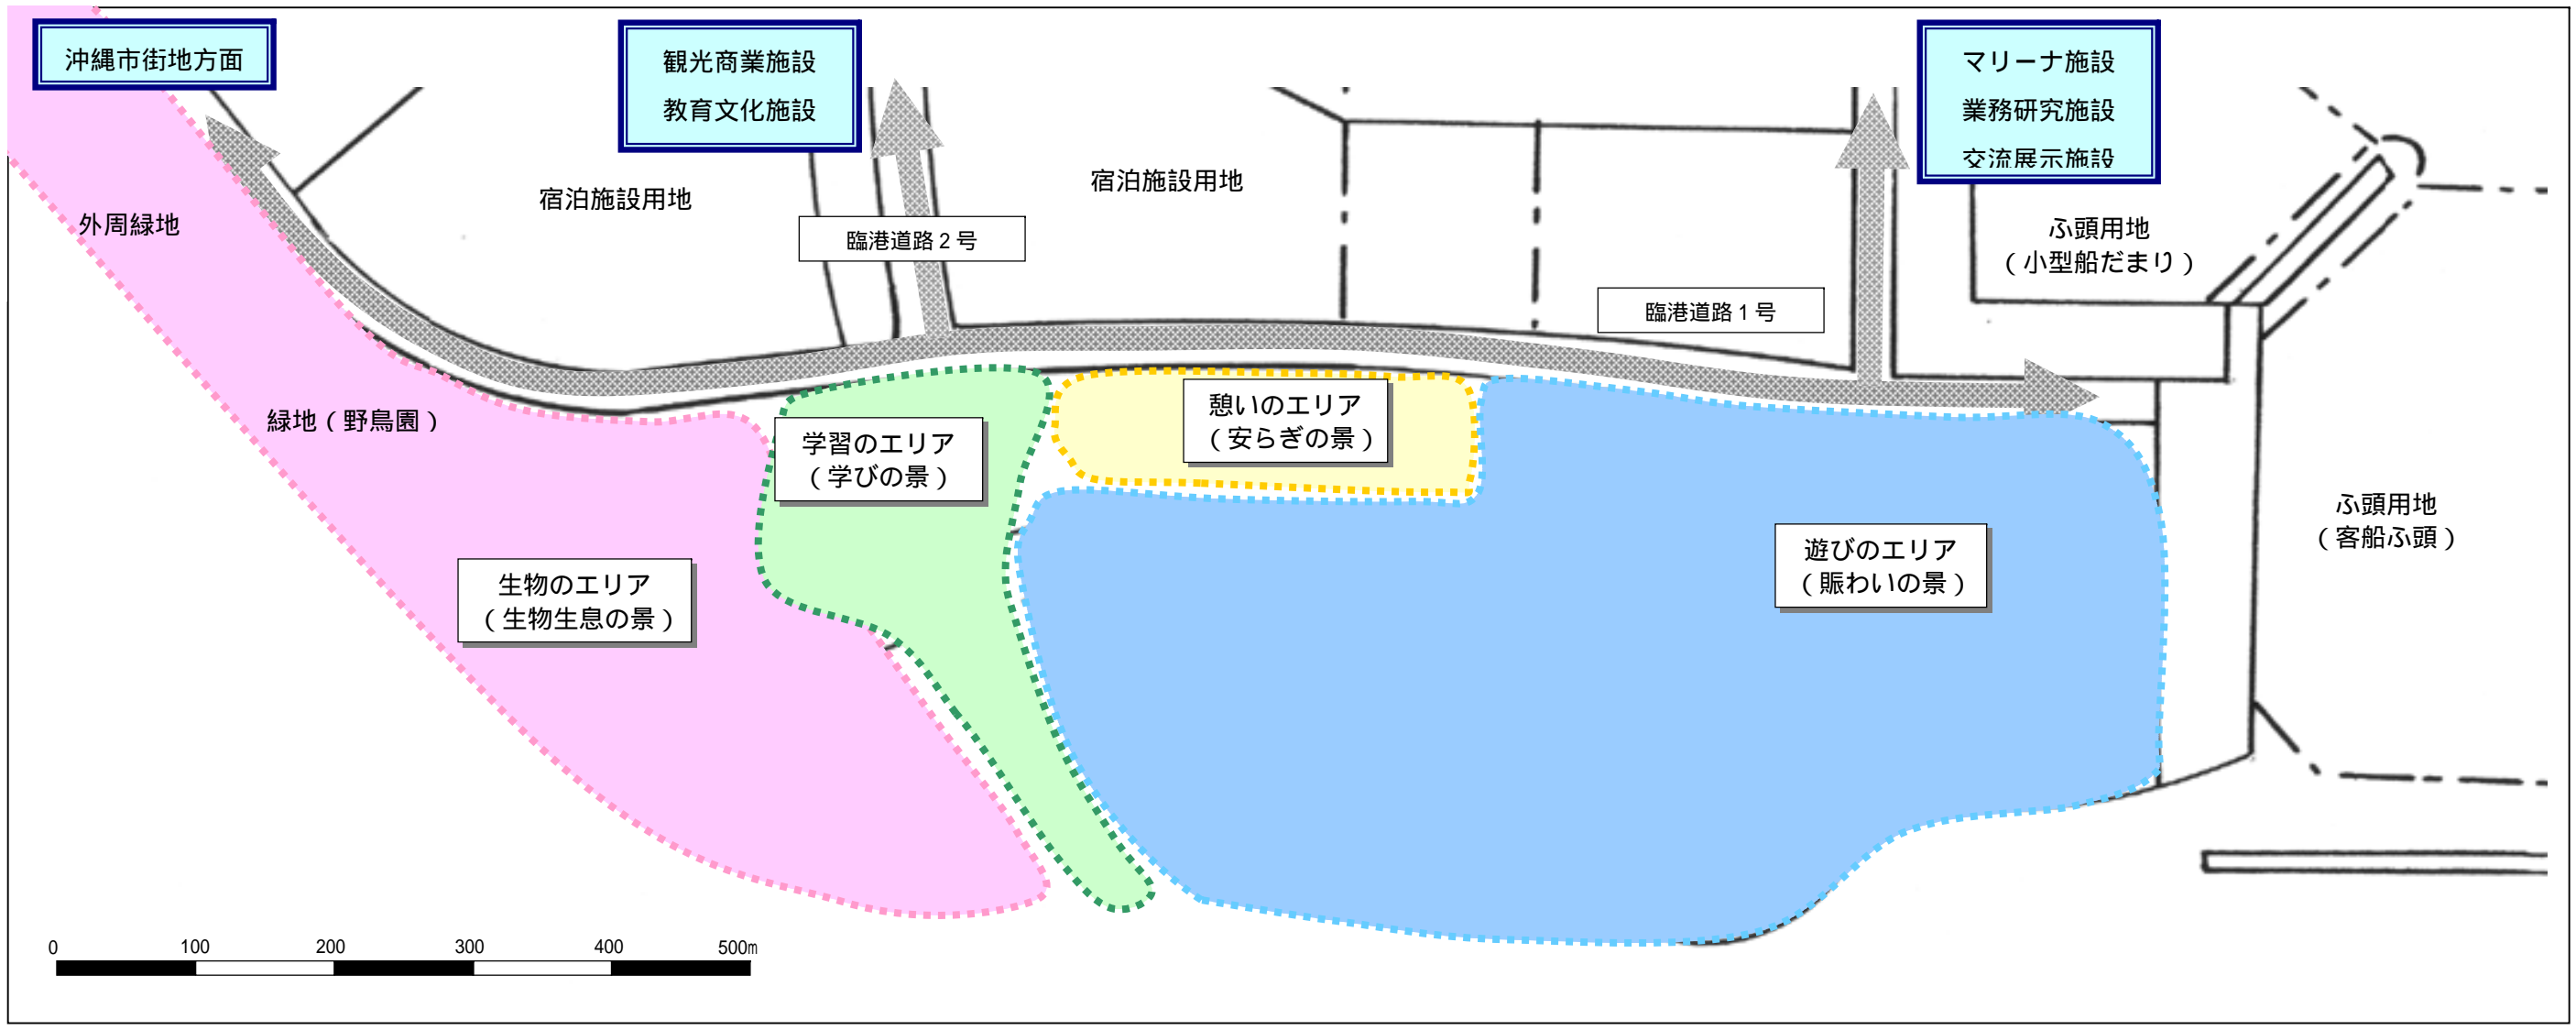 沖縄市街地方面
観光商業施設
教育文化施設
マリーナ施設
業務研究施設
交流展示施設
外周緑地
宿泊施設用地
宿泊施設用地
臨港道路2号
ふ頭用地
（小型船だまり）
臨港道路1号
緑地（野鳥園）
学習のエリア
（学びの景）
憩いのエリア
（安らぎの景）
ふ頭用地
（客船ふ頭）
生物のエリア
（生物生息の景）
遊びのエリア
（賑わいの景）
0 100 200 300 400 500m